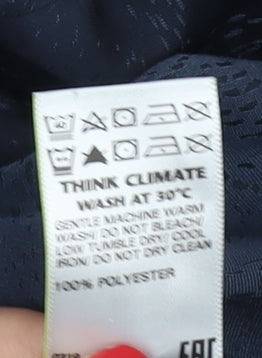 40
THINK CLIMATE
WASH AT 30°C
GENTLE MACHINE WARM
WASH/ DO NOT BLEACH/
LOW TUMBLE DRY/ COOL
IRON/ DO NOT DRY CLEAN
100% POLYESTER
EAC